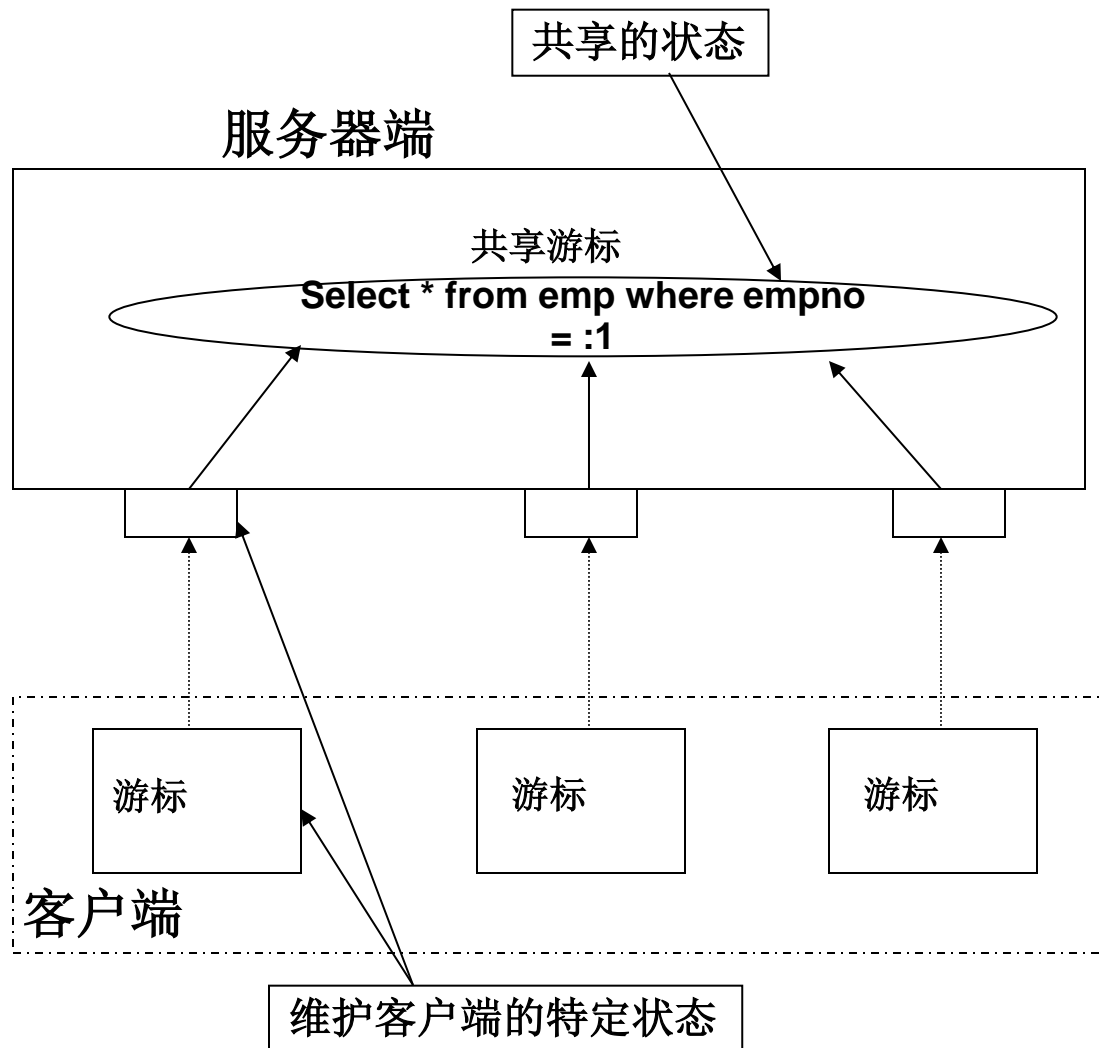 共享的状态
服务器端
共享游标
Select * from emp where empno
= :1
游标
游标
游标
客户端
维护客户端的特定状态